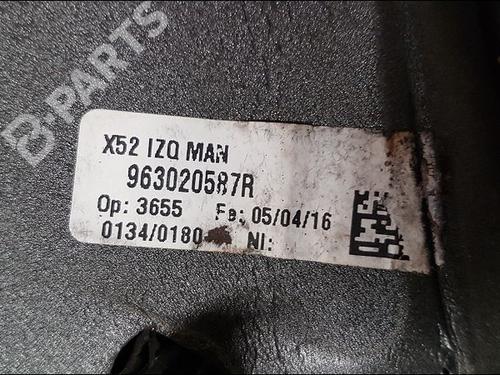 B-PARTS
X52 IZQ MAN
963020587R
Op: 3655 Fe: 05/04/16
0134/0180 NI: